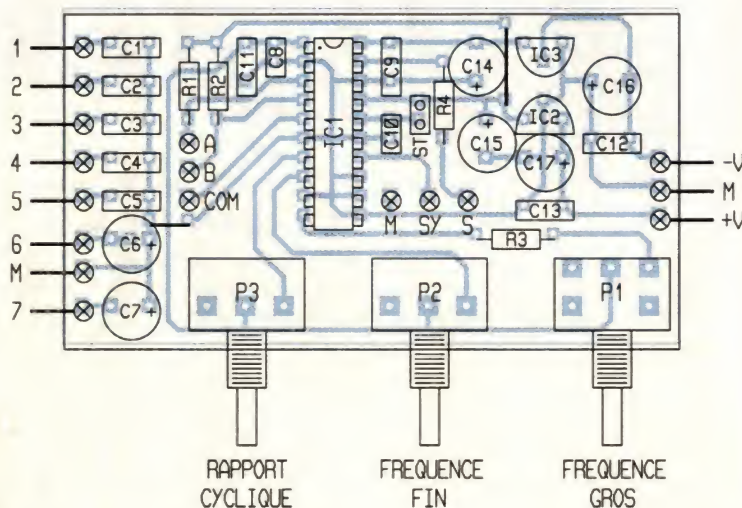 1
2
3
4
5
6
M
7
C1
C2
C3
C4
C5
C6
+
C7
+
R1
R2
C11
C8
A
B
COM
IC1
C9
C10
ST
R4
C14
+
+
C15
IC3
IC2
C17
+
+
C16
C12
C13
R3
M
SY
S
-V
M
+V
P3
P2
P1
RAPPORT
CYCLIQUE
FREQUENCE
FIN
FREQUENCE
GROS